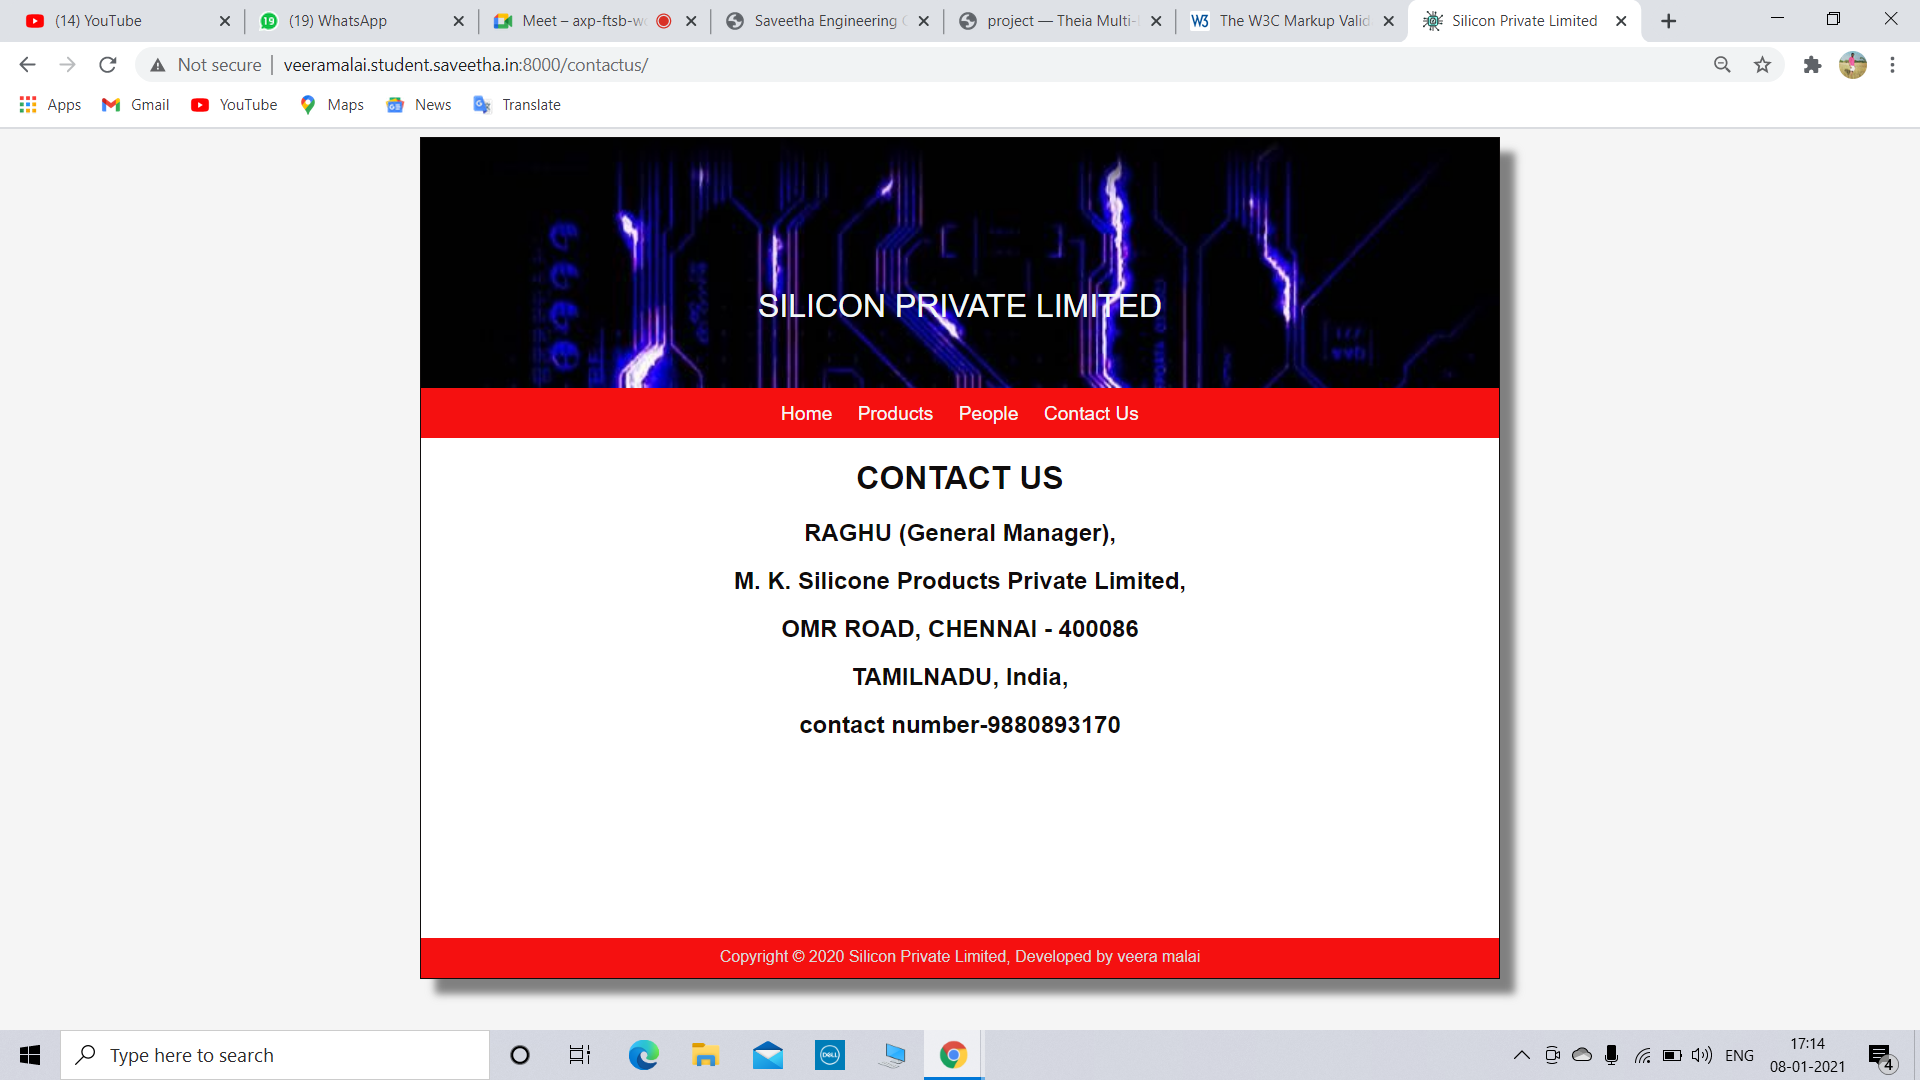 (14) YouTube
(19) WhatsApp
Meet – axp-ftsb-w
Saveetha Engineering
project — Theia Multi-
The W3C Markup Valid
Silicon Private Limited
Not secure
veeramalai.student.saveetha.in:8000/contactus/
Apps
Gmail
YouTube
Maps
News
Translate
SILICON PRIVATE LIMITED
Home
Products
People
Contact Us
CONTACT US
RAGHU (General Manager),
M. K. Silicone Products Private Limited,
OMR ROAD, CHENNAI - 400086
TAMILNADU, India,
contact number-9880893170
Copyright © 2020 Silicon Private Limited, Developed by veera malai
Type here to search
DELL
ENG
17:14
08-01-2021
4